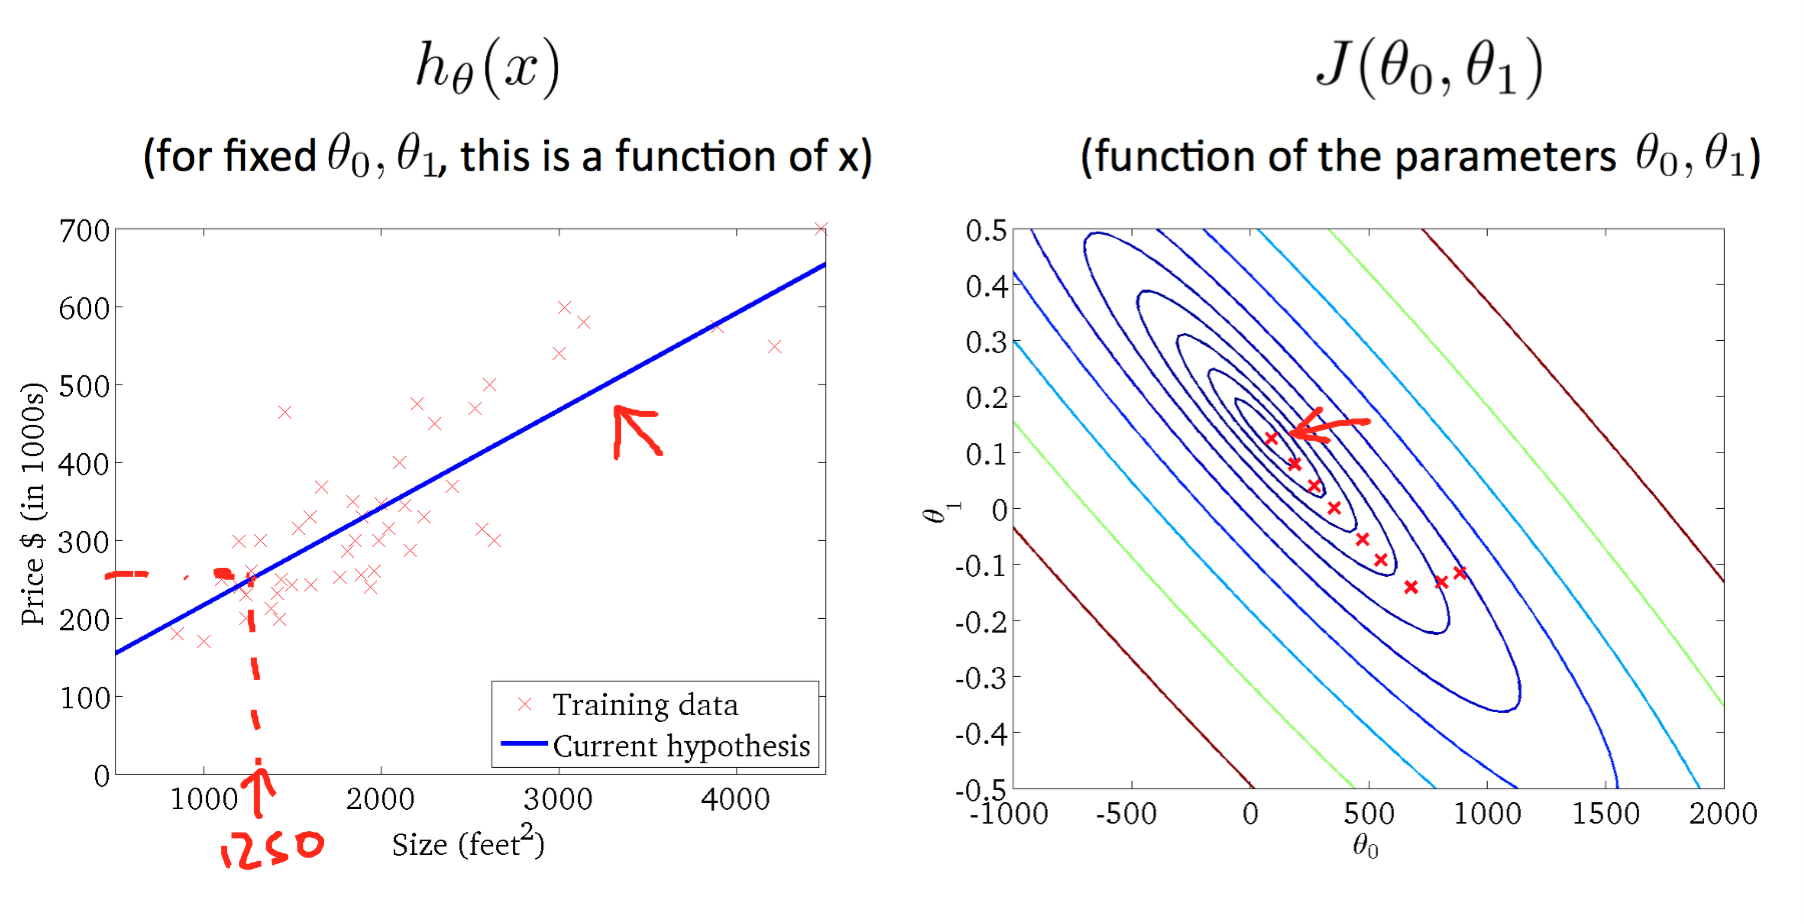 h_θ(x)
(for fixed θ₀, θ₁, this is a function of x)
700
600
500
400
300
200
100
0
Price $ (in 1000s)
1000 2000 3000 4000
Size (feet²)
Training data
Current hypothesis
1250
J(θ₀, θ₁)
(function of the parameters θ₀, θ₁)
0.5
0.4
0.3
0.2
0.1
0
-0.1
-0.2
-0.3
-0.4
-0.5
θ₁
-1000 -500 0 500 1000 1500 2000
θ₀